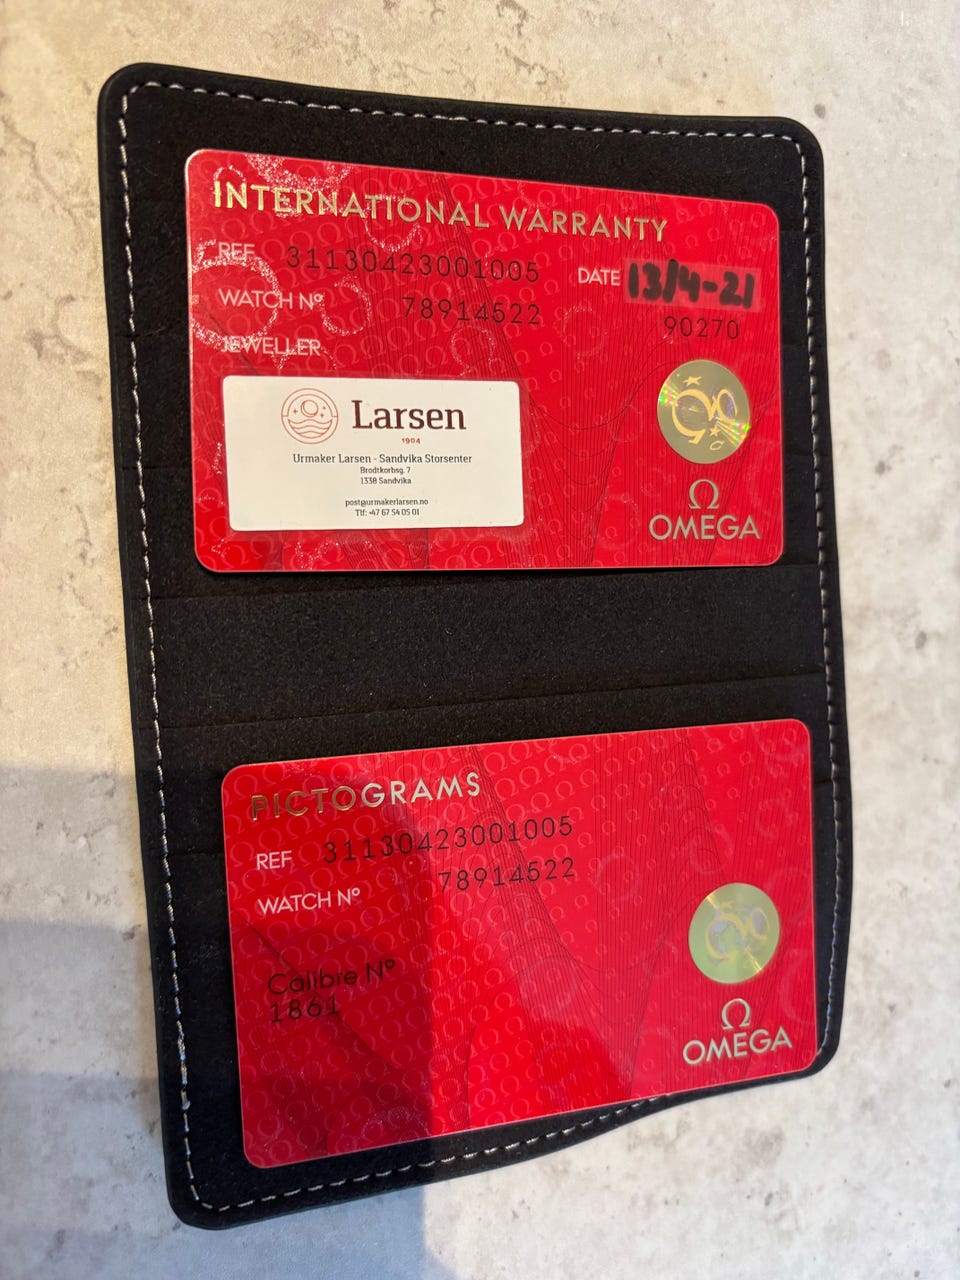 INTERNATIONAL WARRANTY
REF 31130423001005 DATE 13/4-21
WATCH Nº 78914522 90270
JEWELLER
Larsen
1904
Urmaker Larsen - Sandvika Storsenter
Brodtkorbsg. 7
1338 Sandvika
post@urmakerlarsen.no
Tlf: +47 67 54 05 01
Ω
OMEGA
PICTOGRAMS
REF 31130423001005
WATCH Nº 78914522
Calibre Nº
1861
Ω
OMEGA